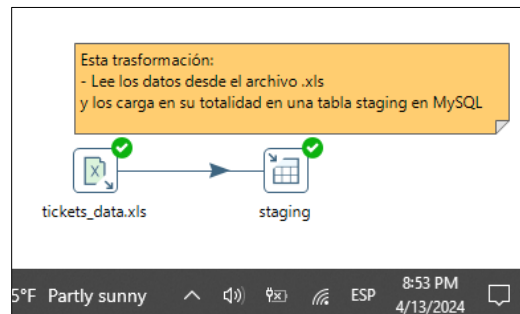 Esta trasformación:
- Lee los datos desde el archivo .xls
y los carga en su totalidad en una tabla staging en MySQL
tickets_data.xls
staging
5°F Partly sunny
ESP
8:53 PM
4/13/2024